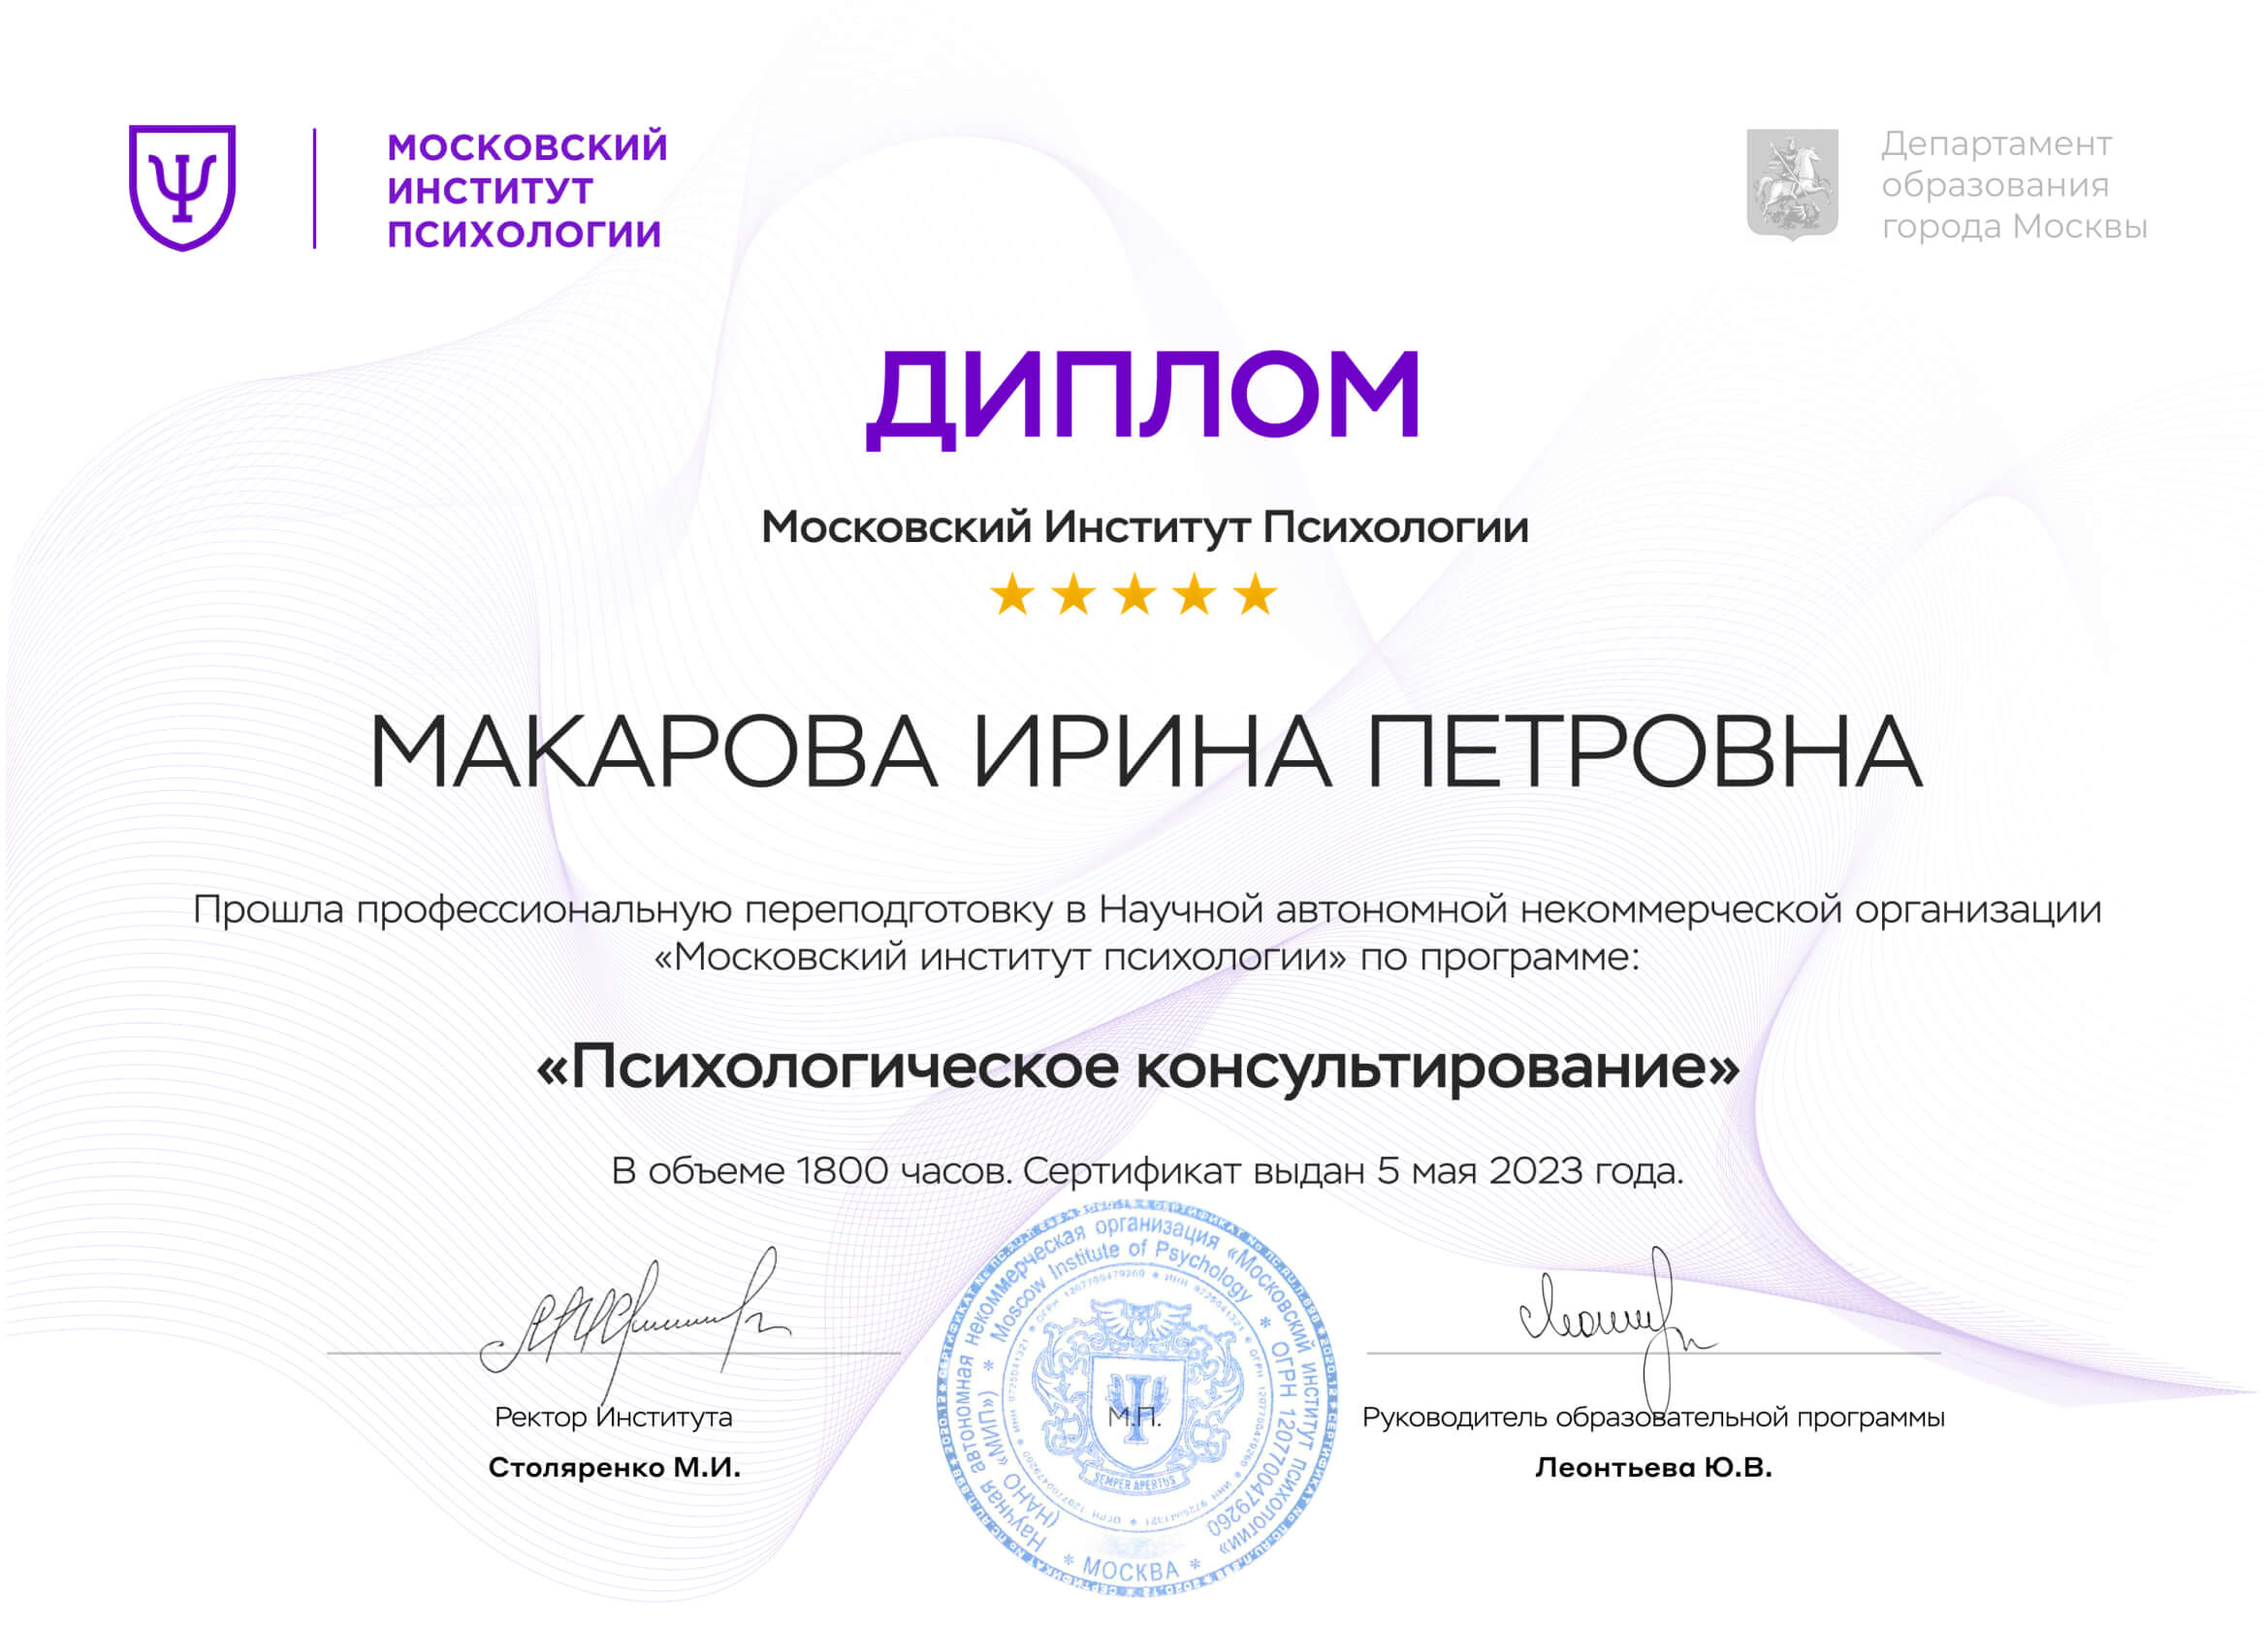 МОСКОВСКИЙ
ИНСТИТУТ
ПСИХОЛОГИИ
Департамент
образования
города Москвы
ДИПЛОМ
Московский Институт Психологии
МАКАРОВА ИРИНА ПЕТРОВНА
Прошла профессиональную переподготовку в Научной автономной некоммерческой организации
«Московский институт психологии» по программе:
«Психологическое консультирование»
В объеме 1800 часов. Сертификат выдан 5 мая 2023 года.
Ректор Института
Столяренко М.И.
М.П.
Руководитель образовательной программы
Леонтьева Ю.В.
Научная автономная некоммерческая организация «Московский институт психологии»
(НАНО «МИП») * Moscow Institute of Psychology * ОГРН 1207700479260
SEMPER APERTUS
* МОСКВА *